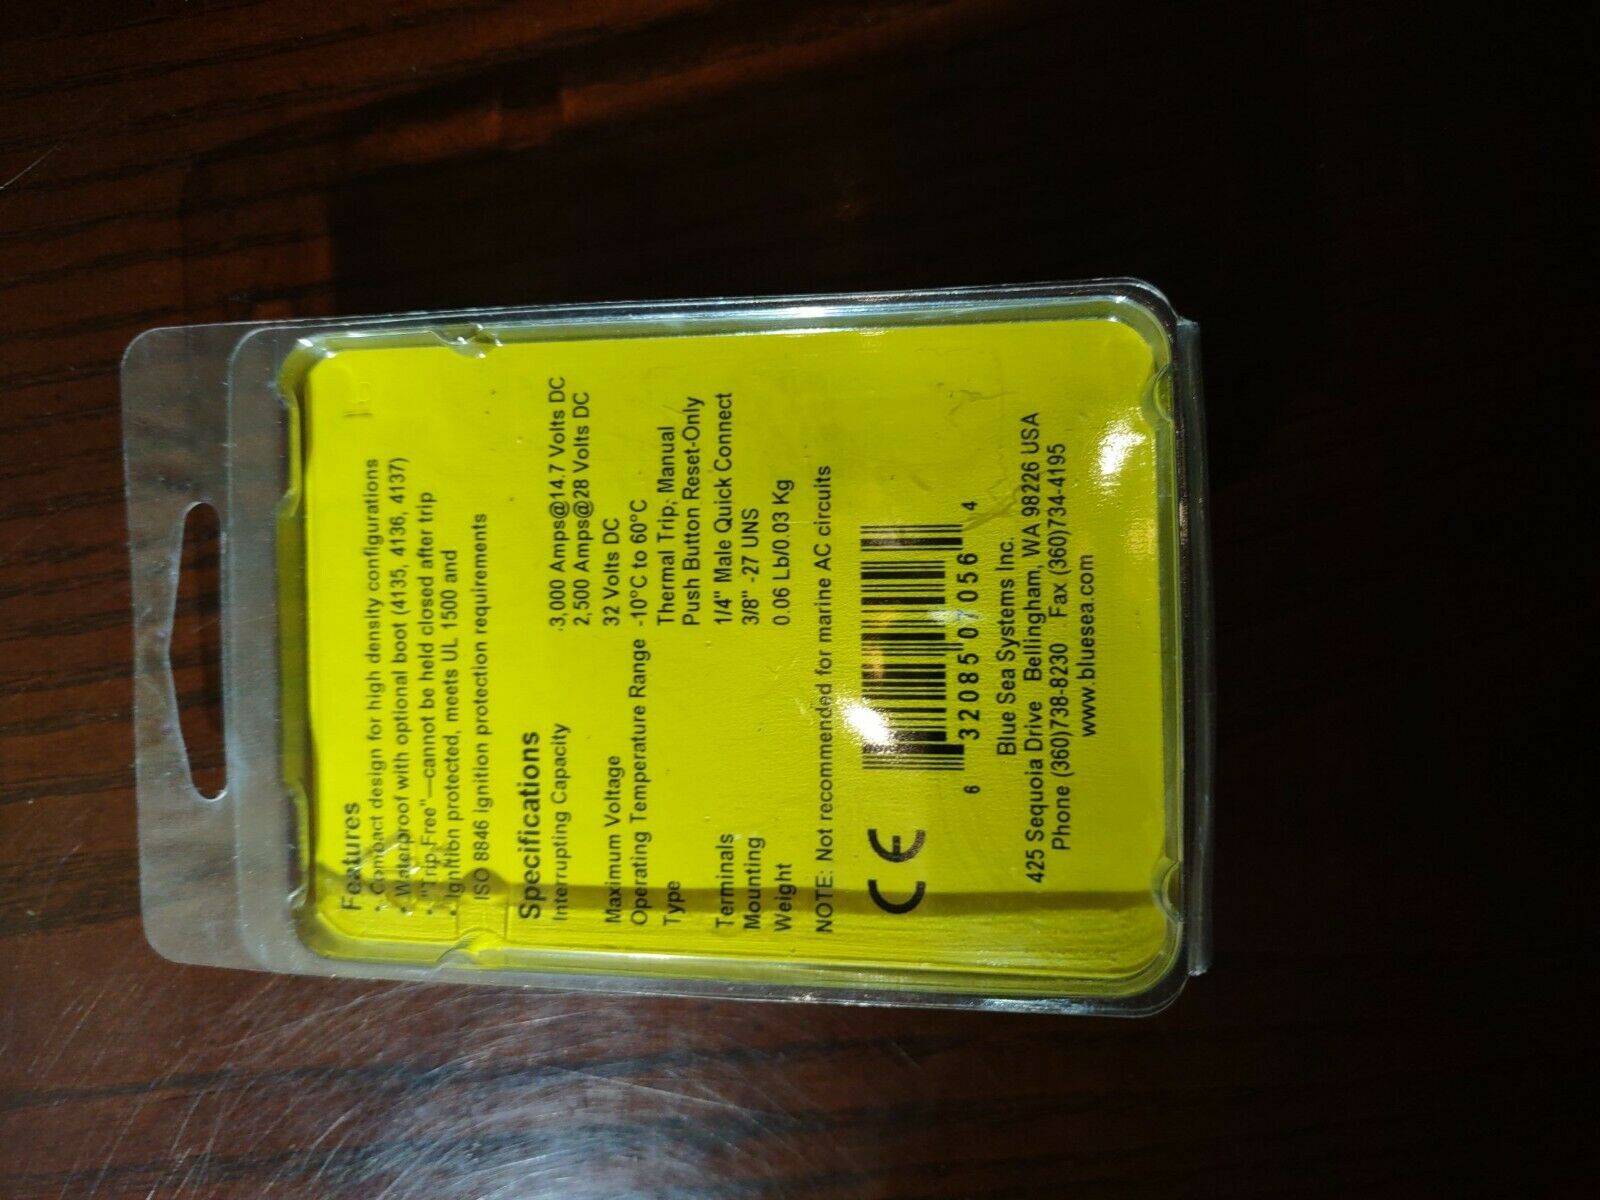 Features
• Compact design for high density configurations
• Waterproof with optional boot (4135, 4136, 4137)
• "Trip Free"—cannot be held closed after trip
• Ignition protected, meets UL 1500 and
ISO 8846 ignition protection requirements
Specifications
Interrupting Capacity 3,000 Amps@14.7 Volts DC
2,500 Amps@28 Volts DC
Maximum Voltage 32 Volts DC
Operating Temperature Range -10°C to 60°C
Type Thermal Trip; Manual
Push Button Reset-Only
Terminals 1/4" Male Quick Connect
Mounting 3/8" -27 UNS
Weight 0.06 Lb/0.03 Kg
NOTE: Not recommended for marine AC circuits
CE
6 32085 07056 4
Blue Sea Systems Inc.
425 Sequoia Drive Bellingham, WA 98226 USA
Phone (360)738-8230 Fax (360)734-4195
www.bluesea.com